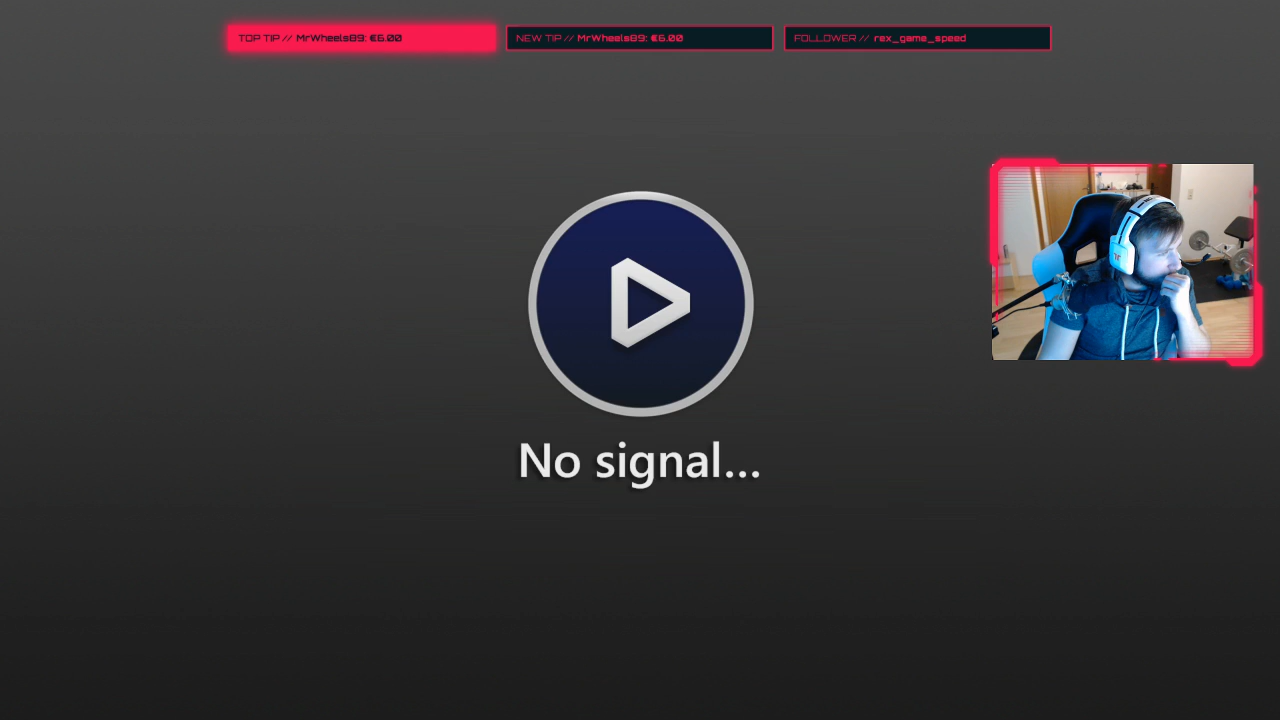 TOP TIP // MrWheels89: €6.00
NEW TIP // MrWheels89: €6.00
FOLLOWER // rex_game_speed
No signal...